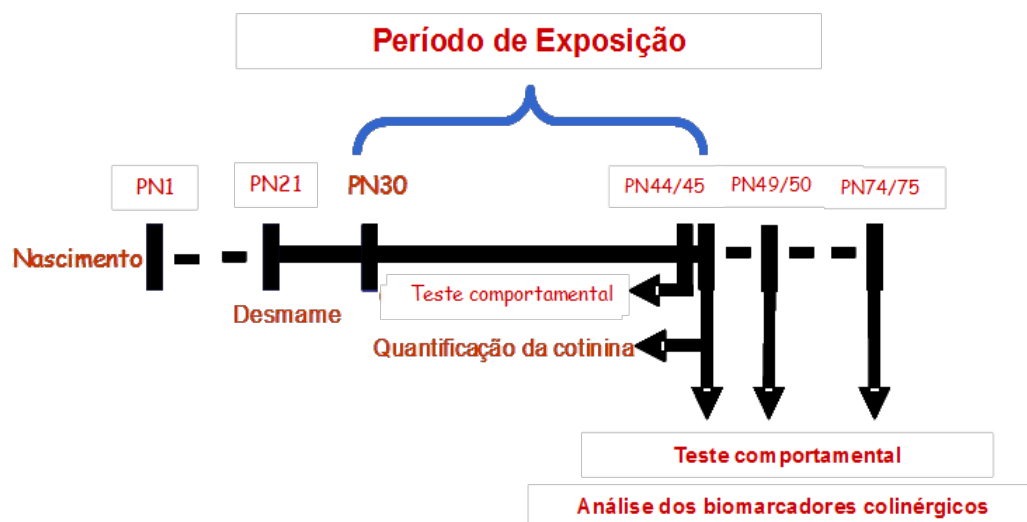 Período de Exposição
PN1
PN21
PN30
PN44/45
PN49/50
PN74/75
Nascimento
Desmame
Teste comportamental
Quantificação da cotinina
Teste comportamental
Análise dos biomarcadores colinérgicos